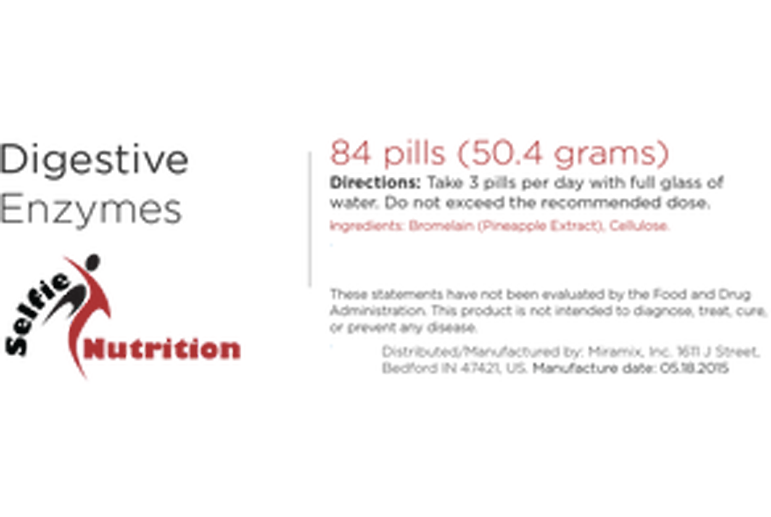 Digestive
Enzymes
Selfie
Nutrition
84 pills (50.4 grams)
Directions: Take 3 pills per day with full glass of
water. Do not exceed the recommended dose.
Ingredients: Bromelain (Pineapple Extract), Cellulose.
These statements have not been evaluated by the Food and Drug
Administration. This product is not intended to diagnose, treat, cure,
or prevent any disease.
Distributed/Manufactured by: Miramix, Inc. 1611 J Street,
Bedford IN 47421, US. Manufacture date: 05.18.2015